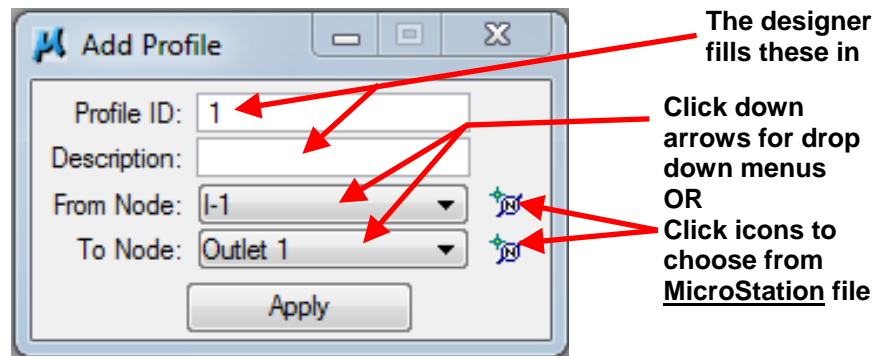 Add Profile
Profile ID: 1
Description:
From Node: I-1
To Node: Outlet 1
Apply
The designer
fills these in
Click down
arrows for drop
down menus
OR
Click icons to
choose from
MicroStation file